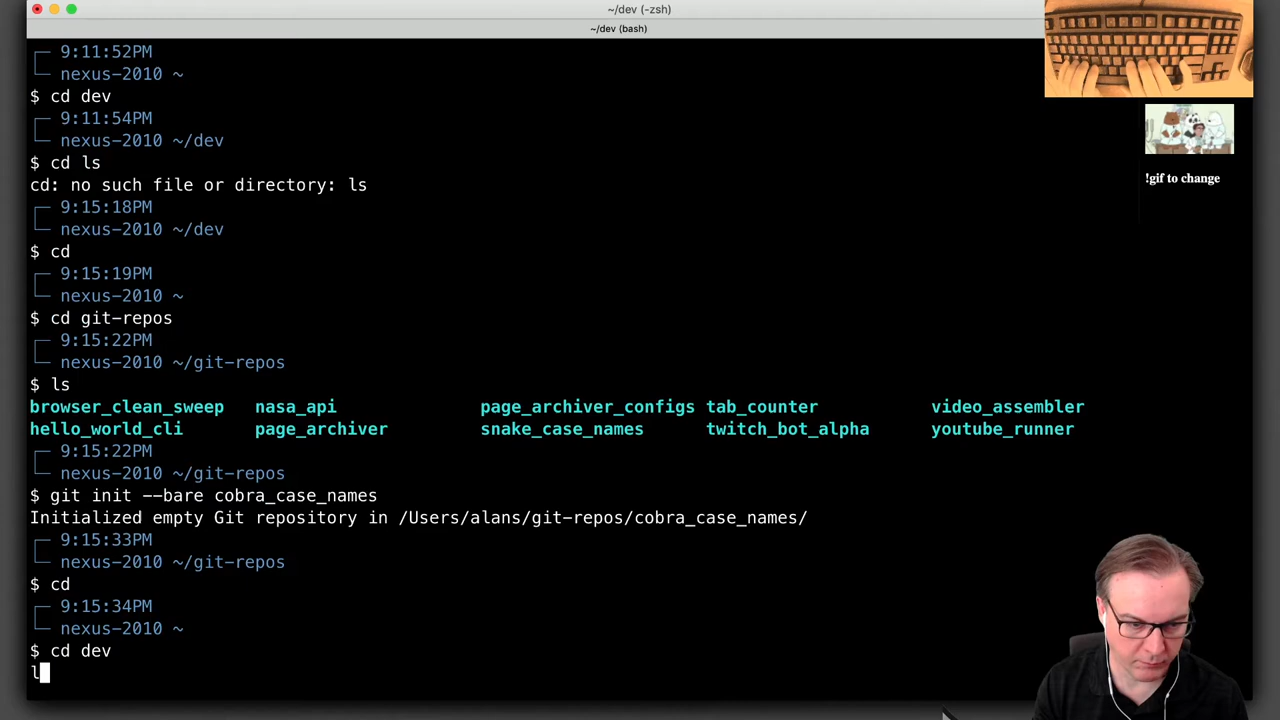 ~/dev (-zsh)
~/dev (bash)
9:11:52PM
nexus-2010 ~
$ cd dev
9:11:54PM
nexus-2010 ~/dev
$ cd ls
cd: no such file or directory: ls
9:15:18PM
nexus-2010 ~/dev
$ cd
9:15:19PM
nexus-2010 ~
$ cd git-repos
9:15:22PM
nexus-2010 ~/git-repos
$ ls
browser_clean_sweep nasa_api page_archiver_configs tab_counter video_assembler
hello_world_cli page_archiver snake_case_names twitch_bot_alpha youtube_runner
9:15:22PM
nexus-2010 ~/git-repos
$ git init --bare cobra_case_names
Initialized empty Git repository in /Users/alans/git-repos/cobra_case_names/
9:15:33PM
nexus-2010 ~/git-repos
$ cd
9:15:34PM
nexus-2010 ~
$ cd dev
l
!gif to change